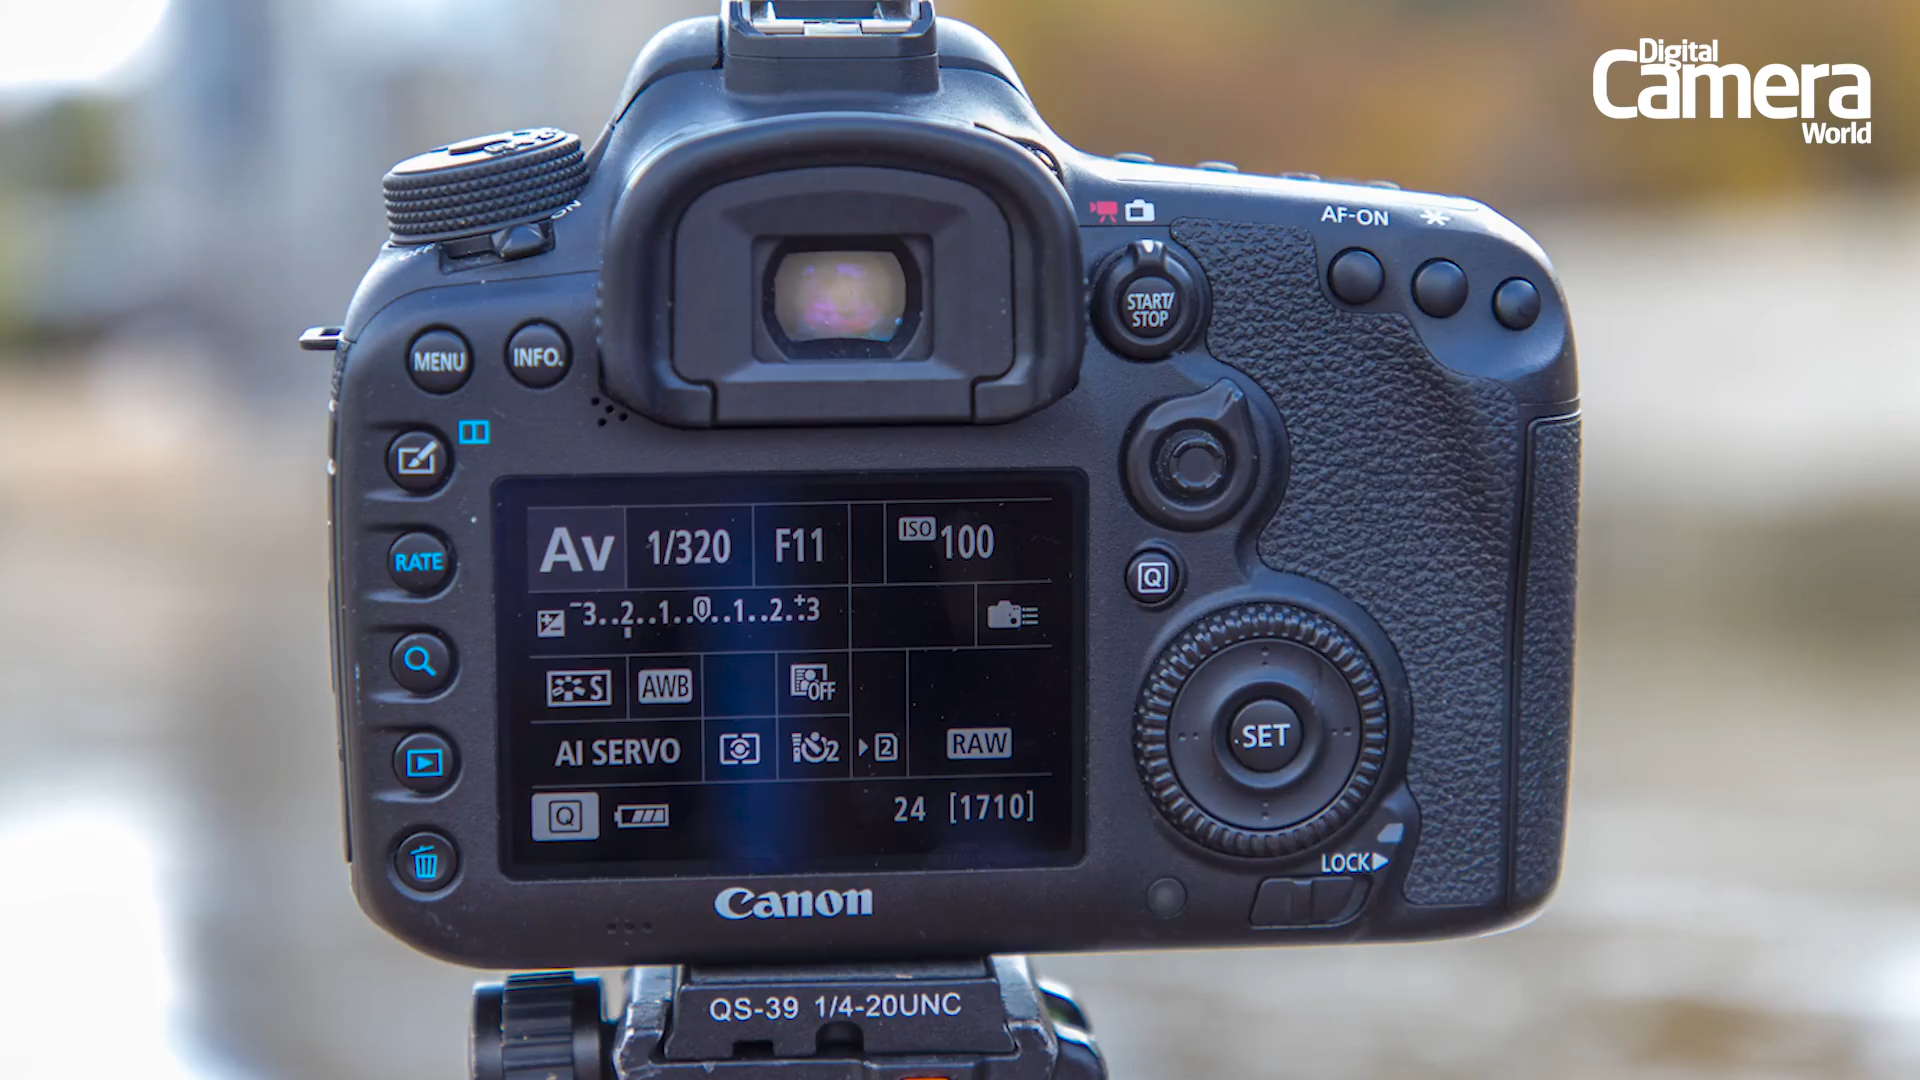 Digital
Camera
World
ON
OFF
AF-ON
START/
STOP
MENU
INFO.
RATE
Av 1/320 F11 ISO 100
-3..2..1..0..1..2.+3
S AWB OFF
AI SERVO 2 2 RAW
Q 24 [1710]
Q
SET
LOCK
Canon
QS-39 1/4-20UNC